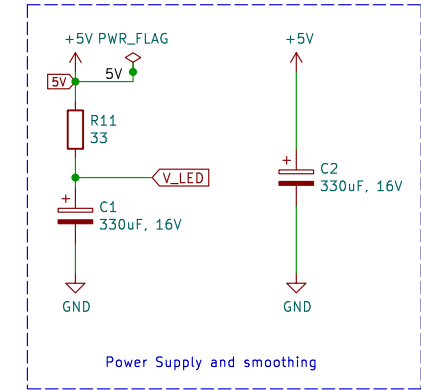 +5V PWR_FLAG
+5V
5V
5V
R11
33
V_LED
C1
330uF, 16V
GND
C2
330uF, 16V
GND
Power Supply and smoothing